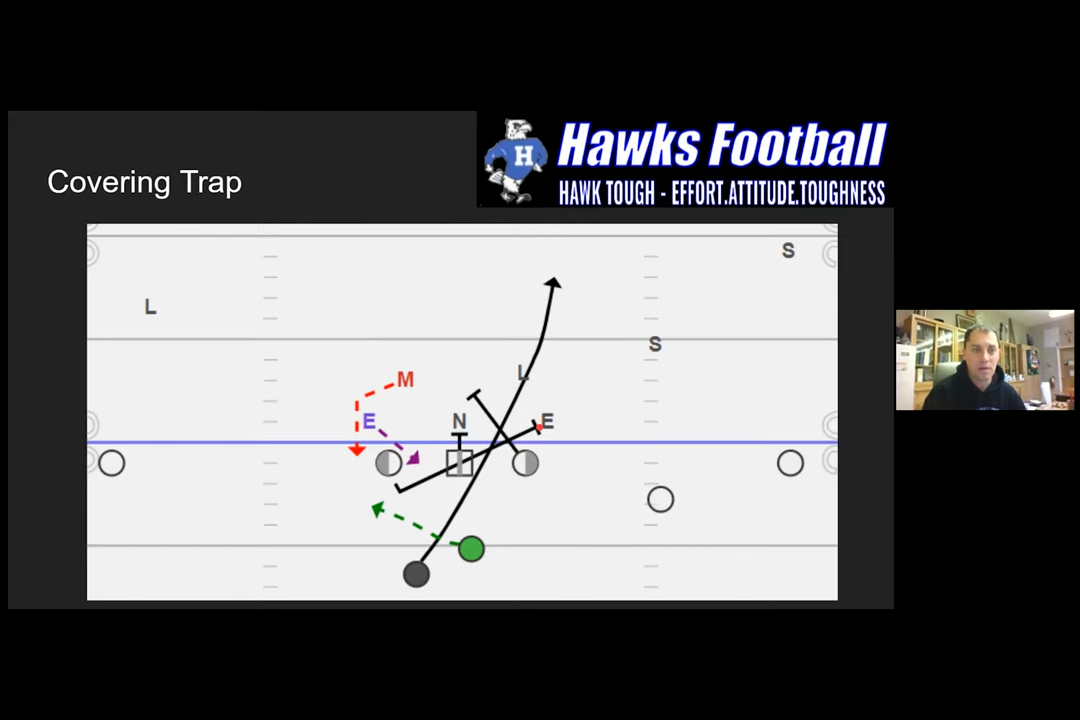 Hawks Football
H
HAWK TOUGH - EFFORT.ATTITUDE.TOUGHNESS
Covering Trap
S
L
S
M
L
E
N
E